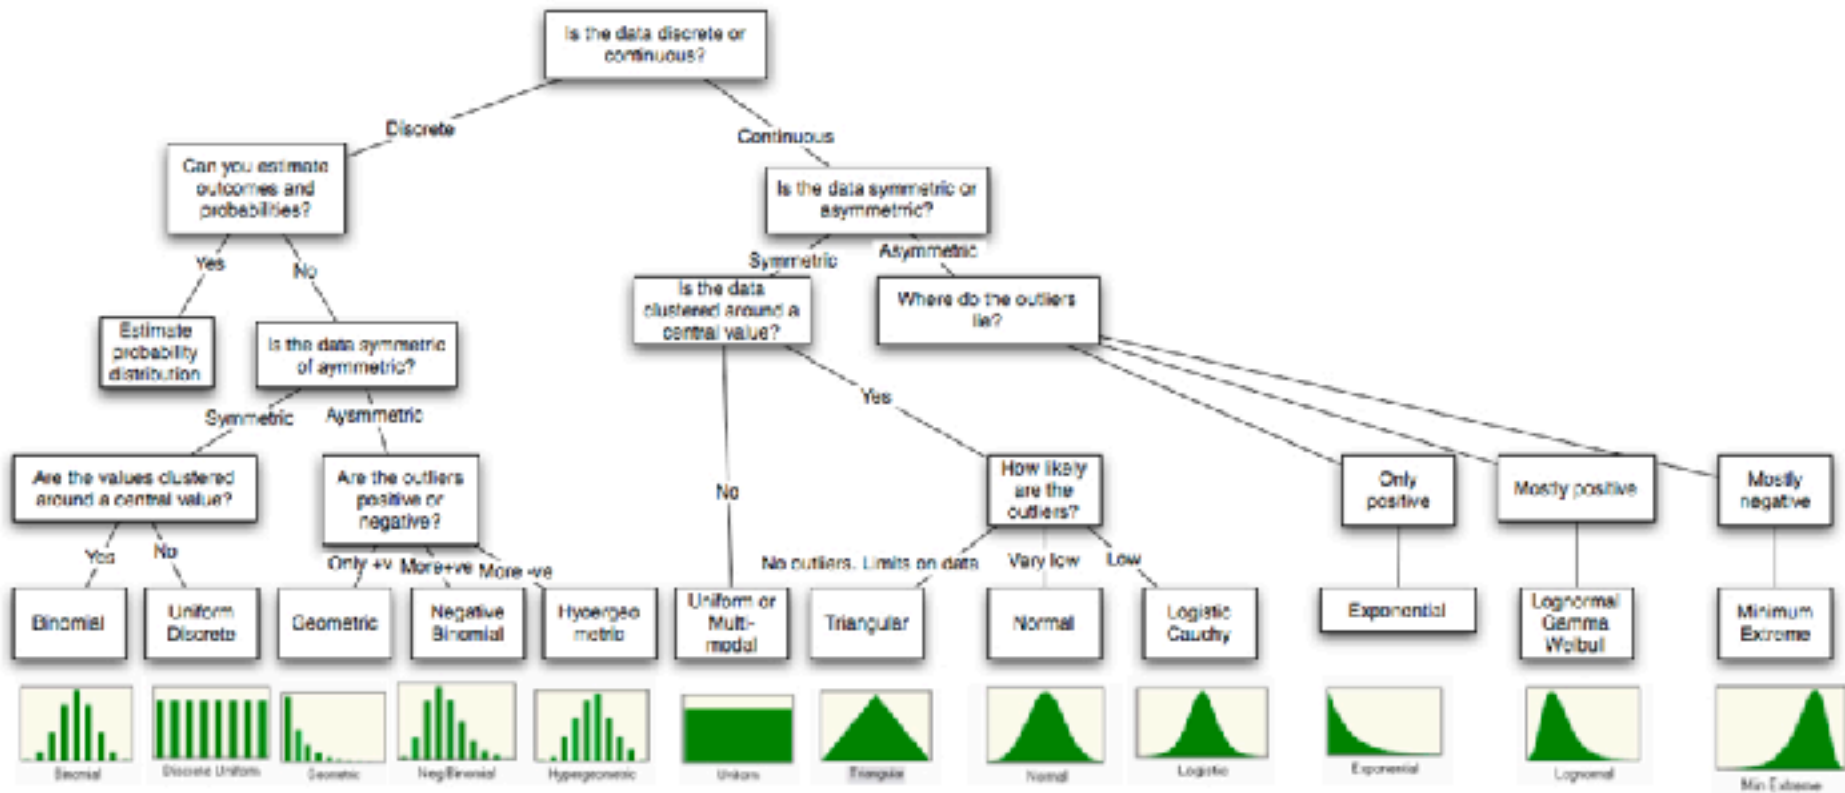 Is the data discrete or
continuous?
Discrete
Continuous
Can you estimate
outcomes and
probabilities?
Is the data symmetric or
asymmetric?
Yes
No
Symmetric
Asymmetric
Is the data
clustered around a
central value?
Where do the outliers
lie?
Estimate
probability
distribution
Is the data symmetric
of asymmetric?
Symmetric
Aysmmetric
Yes
Are the values clustered
around a central value?
Are the outliers
positive or
negative?
No
How likely
are the
outliers?
Only
positive
Mostly positive
Mostly
negative
Yes
No
Only +v
More+ve
More -ve
No outliers. Limits on data
Very low
Low
Binomial
Uniform
Discrete
Geometric
Negative
Binomial
Hypergeo
metric
Uniform or
Multi-
modal
Triangular
Normal
Logistic
Cauchy
Exponential
Lognormal
Gamma
Weibull
Minimum
Extreme
Binomial
Discrete Uniform
Geometric
NegBinomial
Hypergeometric
Uniform
Triangular
Normal
Logistic
Exponential
Lognormal
Min Extreme